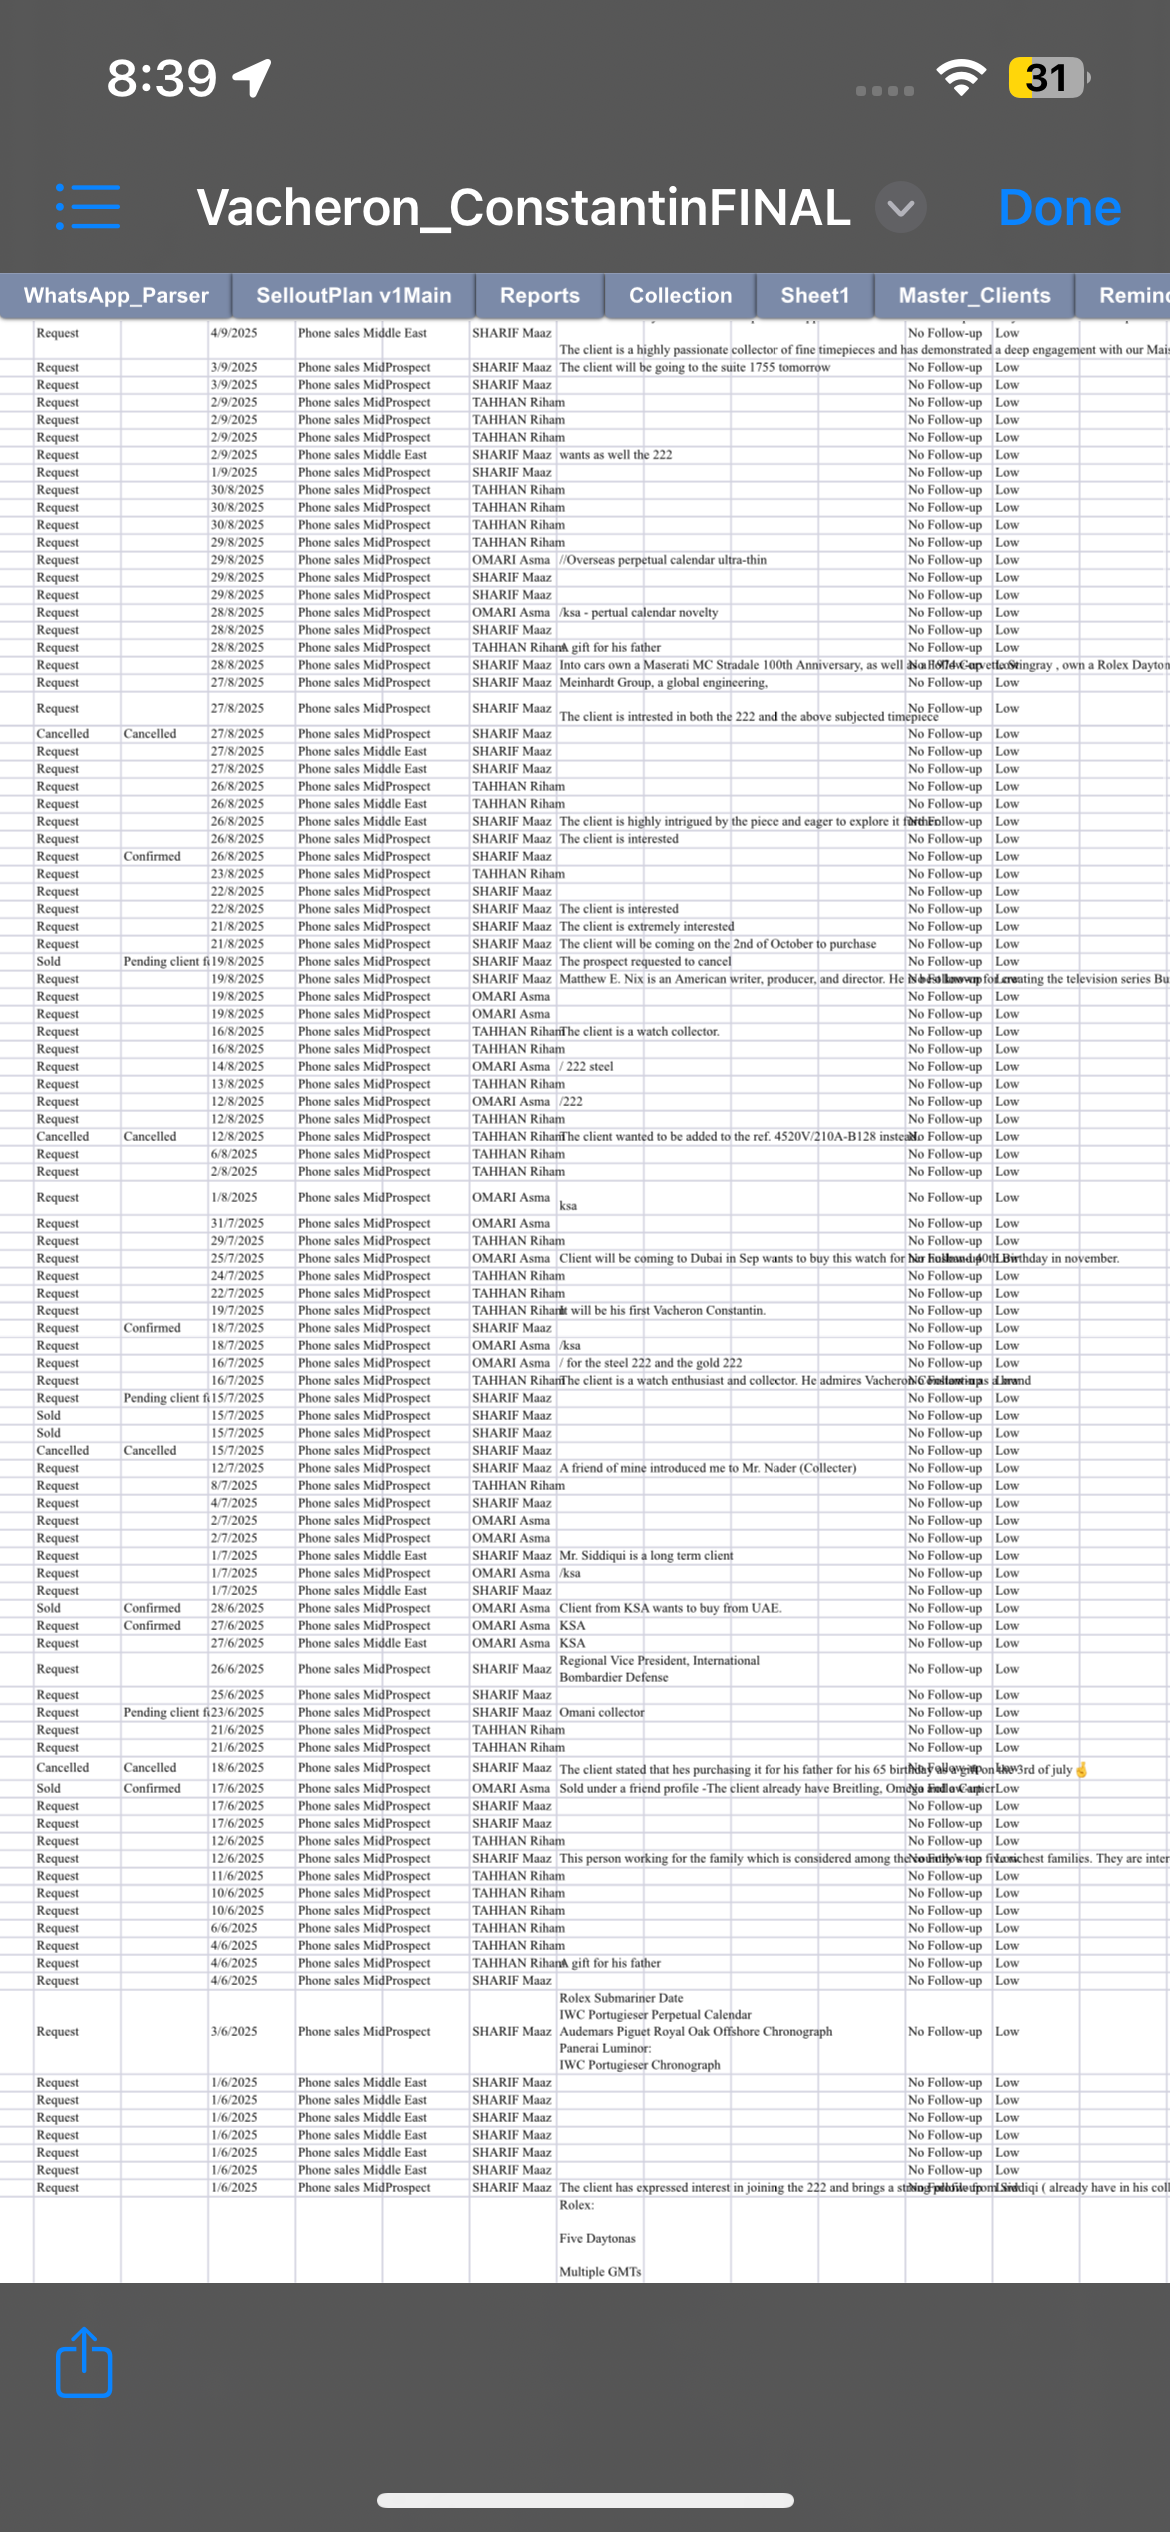 8:39
31
Vacheron_ConstantinFINAL
Done
WhatsApp_Parser SelloutPlan v1Main Reports Collection Sheet1 Master_Clients Remind
Request 4/9/2025 Phone sales Middle East SHARIF Maaz No Follow-up Low
The client is a highly passionate collector of fine timepieces and has demonstrated a deep engagement with our Mais
Request 3/9/2025 Phone sales MidProspect SHARIF Maaz The client will be going to the suite 1755 tomorrow No Follow-up Low
Request 3/9/2025 Phone sales MidProspect SHARIF Maaz No Follow-up Low
Request 2/9/2025 Phone sales MidProspect TAHHAN Riham No Follow-up Low
Request 2/9/2025 Phone sales MidProspect TAHHAN Riham No Follow-up Low
Request 2/9/2025 Phone sales MidProspect TAHHAN Riham No Follow-up Low
Request 2/9/2025 Phone sales Middle East SHARIF Maaz wants as well the 222 No Follow-up Low
Request 1/9/2025 Phone sales MidProspect SHARIF Maaz No Follow-up Low
Request 30/8/2025 Phone sales MidProspect TAHHAN Riham No Follow-up Low
Request 30/8/2025 Phone sales MidProspect TAHHAN Riham No Follow-up Low
Request 30/8/2025 Phone sales MidProspect TAHHAN Riham No Follow-up Low
Request 29/8/2025 Phone sales MidProspect TAHHAN Riham No Follow-up Low
Request 29/8/2025 Phone sales MidProspect OMARI Asma //Overseas perpetual calendar ultra-thin No Follow-up Low
Request 29/8/2025 Phone sales MidProspect SHARIF Maaz No Follow-up Low
Request 29/8/2025 Phone sales MidProspect SHARIF Maaz No Follow-up Low
Request 28/8/2025 Phone sales MidProspect OMARI Asma /ksa - pertual calendar novelty No Follow-up Low
Request 28/8/2025 Phone sales MidProspect SHARIF Maaz No Follow-up Low
Request 28/8/2025 Phone sales MidProspect TAHHAN Riham A gift for his father No Follow-up Low
Request 28/8/2025 Phone sales MidProspect SHARIF Maaz Into cars own a Maserati MC Stradale 100th Anniversary, as well as a 1974 Corvette Stingray , own a Rolex Dayton No Follow-up Low
Request 27/8/2025 Phone sales MidProspect SHARIF Maaz Meinhardt Group, a global engineering, No Follow-up Low
Request 27/8/2025 Phone sales MidProspect SHARIF Maaz No Follow-up Low
The client is intrested in both the 222 and the above subjected timepiece
Cancelled Cancelled 27/8/2025 Phone sales MidProspect SHARIF Maaz No Follow-up Low
Request 27/8/2025 Phone sales Middle East SHARIF Maaz No Follow-up Low
Request 27/8/2025 Phone sales Middle East SHARIF Maaz No Follow-up Low
Request 26/8/2025 Phone sales MidProspect TAHHAN Riham No Follow-up Low
Request 26/8/2025 Phone sales Middle East TAHHAN Riham No Follow-up Low
Request 26/8/2025 Phone sales Middle East SHARIF Maaz The client is highly intrigued by the piece and eager to explore it further. No Follow-up Low
Request 26/8/2025 Phone sales MidProspect SHARIF Maaz The client is interested No Follow-up Low
Request Confirmed 26/8/2025 Phone sales MidProspect SHARIF Maaz No Follow-up Low
Request 23/8/2025 Phone sales MidProspect TAHHAN Riham No Follow-up Low
Request 22/8/2025 Phone sales MidProspect SHARIF Maaz No Follow-up Low
Request 22/8/2025 Phone sales MidProspect SHARIF Maaz The client is interested No Follow-up Low
Request 21/8/2025 Phone sales MidProspect SHARIF Maaz The client is extremely interested No Follow-up Low
Request 21/8/2025 Phone sales MidProspect SHARIF Maaz The client will be coming on the 2nd of October to purchase No Follow-up Low
Sold Pending client f 19/8/2025 Phone sales MidProspect SHARIF Maaz The prospect requested to cancel No Follow-up Low
Request 19/8/2025 Phone sales MidProspect SHARIF Maaz Matthew E. Nix is an American writer, producer, and director. He is best known for creating the television series Bu No Follow-up Low
Request 19/8/2025 Phone sales MidProspect OMARI Asma No Follow-up Low
Request 19/8/2025 Phone sales MidProspect OMARI Asma No Follow-up Low
Request 16/8/2025 Phone sales MidProspect TAHHAN Riham The client is a watch collector. No Follow-up Low
Request 16/8/2025 Phone sales MidProspect TAHHAN Riham No Follow-up Low
Request 14/8/2025 Phone sales MidProspect OMARI Asma / 222 steel No Follow-up Low
Request 13/8/2025 Phone sales MidProspect TAHHAN Riham No Follow-up Low
Request 12/8/2025 Phone sales MidProspect OMARI Asma /222 No Follow-up Low
Request 12/8/2025 Phone sales MidProspect TAHHAN Riham No Follow-up Low
Cancelled Cancelled 12/8/2025 Phone sales MidProspect TAHHAN Riham The client wanted to be added to the ref. 4520V/210A-B128 instead. No Follow-up Low
Request 6/8/2025 Phone sales MidProspect TAHHAN Riham No Follow-up Low
Request 2/8/2025 Phone sales MidProspect TAHHAN Riham No Follow-up Low
Request 1/8/2025 Phone sales MidProspect OMARI Asma No Follow-up Low
ksa
Request 31/7/2025 Phone sales MidProspect OMARI Asma No Follow-up Low
Request 29/7/2025 Phone sales MidProspect TAHHAN Riham No Follow-up Low
Request 25/7/2025 Phone sales MidProspect OMARI Asma Client will be coming to Dubai in Sep wants to buy this watch for her husband 40th Birthday in november. No Follow-up Low
Request 24/7/2025 Phone sales MidProspect TAHHAN Riham No Follow-up Low
Request 22/7/2025 Phone sales MidProspect TAHHAN Riham No Follow-up Low
Request 19/7/2025 Phone sales MidProspect TAHHAN Riham It will be his first Vacheron Constantin. No Follow-up Low
Request Confirmed 18/7/2025 Phone sales MidProspect SHARIF Maaz No Follow-up Low
Request 18/7/2025 Phone sales MidProspect OMARI Asma /ksa No Follow-up Low
Request 16/7/2025 Phone sales MidProspect OMARI Asma / for the steel 222 and the gold 222 No Follow-up Low
Request 16/7/2025 Phone sales MidProspect TAHHAN Riham The client is a watch enthusiast and collector. He admires Vacheron Constantin as a brand No Follow-up Low
Request Pending client f 15/7/2025 Phone sales MidProspect SHARIF Maaz No Follow-up Low
Sold 15/7/2025 Phone sales MidProspect SHARIF Maaz No Follow-up Low
Sold 15/7/2025 Phone sales MidProspect SHARIF Maaz No Follow-up Low
Cancelled Cancelled 15/7/2025 Phone sales MidProspect SHARIF Maaz No Follow-up Low
Request 12/7/2025 Phone sales MidProspect SHARIF Maaz A friend of mine introduced me to Mr. Nader (Collecter) No Follow-up Low
Request 8/7/2025 Phone sales MidProspect TAHHAN Riham No Follow-up Low
Request 4/7/2025 Phone sales MidProspect SHARIF Maaz No Follow-up Low
Request 2/7/2025 Phone sales MidProspect OMARI Asma No Follow-up Low
Request 2/7/2025 Phone sales MidProspect OMARI Asma No Follow-up Low
Request 1/7/2025 Phone sales Middle East SHARIF Maaz Mr. Siddiqui is a long term client No Follow-up Low
Request 1/7/2025 Phone sales MidProspect OMARI Asma /ksa No Follow-up Low
Request 1/7/2025 Phone sales Middle East SHARIF Maaz No Follow-up Low
Sold Confirmed 28/6/2025 Phone sales MidProspect OMARI Asma Client from KSA wants to buy from UAE. No Follow-up Low
Request Confirmed 27/6/2025 Phone sales MidProspect OMARI Asma KSA No Follow-up Low
Request 27/6/2025 Phone sales Middle East OMARI Asma KSA No Follow-up Low
Regional Vice President, International
Request 26/6/2025 Phone sales MidProspect SHARIF Maaz No Follow-up Low
Bombardier Defense
Request 25/6/2025 Phone sales MidProspect SHARIF Maaz No Follow-up Low
Request Pending client f 23/6/2025 Phone sales MidProspect SHARIF Maaz Omani collector No Follow-up Low
Request 21/6/2025 Phone sales MidProspect TAHHAN Riham No Follow-up Low
Request 21/6/2025 Phone sales MidProspect TAHHAN Riham No Follow-up Low
Cancelled Cancelled 18/6/2025 Phone sales MidProspect SHARIF Maaz The client stated that hes purchasing it for his father for his 65 birthday as a gift on the 3rd of july 🤞 No Follow-up Low
Sold Confirmed 17/6/2025 Phone sales MidProspect OMARI Asma Sold under a friend profile -The client already have Breitling, Omega and a Cartier No Follow-up Low
Request 17/6/2025 Phone sales MidProspect SHARIF Maaz No Follow-up Low
Request 17/6/2025 Phone sales MidProspect SHARIF Maaz No Follow-up Low
Request 12/6/2025 Phone sales MidProspect TAHHAN Riham No Follow-up Low
Request 12/6/2025 Phone sales MidProspect SHARIF Maaz This person working for the family which is considered among the country's top five richest families. They are inter No Follow-up Low
Request 11/6/2025 Phone sales MidProspect TAHHAN Riham No Follow-up Low
Request 10/6/2025 Phone sales MidProspect TAHHAN Riham No Follow-up Low
Request 10/6/2025 Phone sales MidProspect TAHHAN Riham No Follow-up Low
Request 6/6/2025 Phone sales MidProspect TAHHAN Riham No Follow-up Low
Request 4/6/2025 Phone sales MidProspect TAHHAN Riham No Follow-up Low
Request 4/6/2025 Phone sales MidProspect TAHHAN Riham A gift for his father No Follow-up Low
Request 4/6/2025 Phone sales MidProspect SHARIF Maaz No Follow-up Low
Rolex Submariner Date
IWC Portugieser Perpetual Calendar
Request 3/6/2025 Phone sales MidProspect SHARIF Maaz Audemars Piguet Royal Oak Offshore Chronograph No Follow-up Low
Panerai Luminor:
IWC Portugieser Chronograph
Request 1/6/2025 Phone sales Middle East SHARIF Maaz No Follow-up Low
Request 1/6/2025 Phone sales Middle East SHARIF Maaz No Follow-up Low
Request 1/6/2025 Phone sales Middle East SHARIF Maaz No Follow-up Low
Request 1/6/2025 Phone sales Middle East SHARIF Maaz No Follow-up Low
Request 1/6/2025 Phone sales Middle East SHARIF Maaz No Follow-up Low
Request 1/6/2025 Phone sales Middle East SHARIF Maaz No Follow-up Low
Request 1/6/2025 Phone sales MidProspect SHARIF Maaz The client has expressed interest in joining the 222 and brings a strong profile from Siddiqi ( already have in his coll No Follow-up Low
Rolex:
Five Daytonas
Multiple GMTs